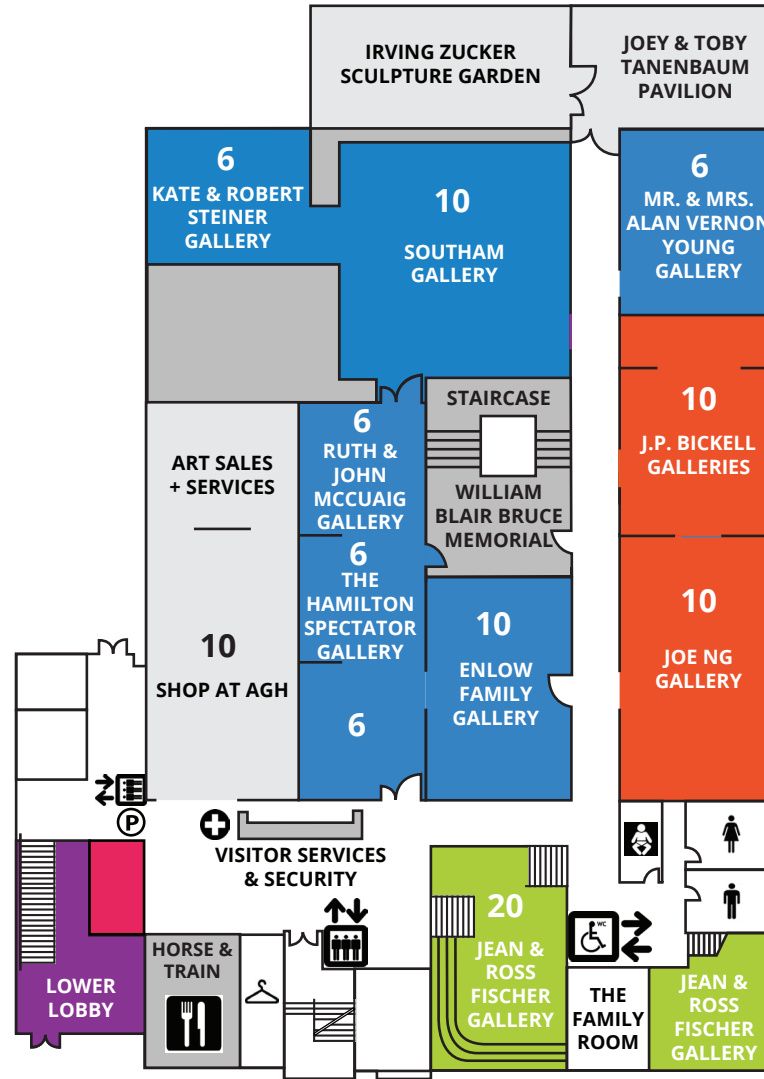 IRVING ZUCKER
SCULPTURE GARDEN
JOEY & TOBY
TANENBAUM
PAVILION
6
KATE & ROBERT
STEINER
GALLERY
10
SOUTHAM
GALLERY
6
MR. & MRS.
ALAN VERNON
YOUNG
GALLERY
10
J.P. BICKELL
GALLERIES
STAIRCASE
WILLIAM
BLAIR BRUCE
MEMORIAL
6
RUTH &
JOHN
MCCUAIG
GALLERY
ART SALES
+ SERVICES
6
THE
HAMILTON
SPECTATOR
GALLERY
10
SHOP AT AGH
6
10
ENLOW
FAMILY
GALLERY
10
JOE NG
GALLERY
P
VISITOR SERVICES
& SECURITY
20
JEAN &
ROSS
FISCHER
GALLERY
WC
LOWER
LOBBY
HORSE &
TRAIN
THE
FAMILY
ROOM
JEAN &
ROSS
FISCHER
GALLERY